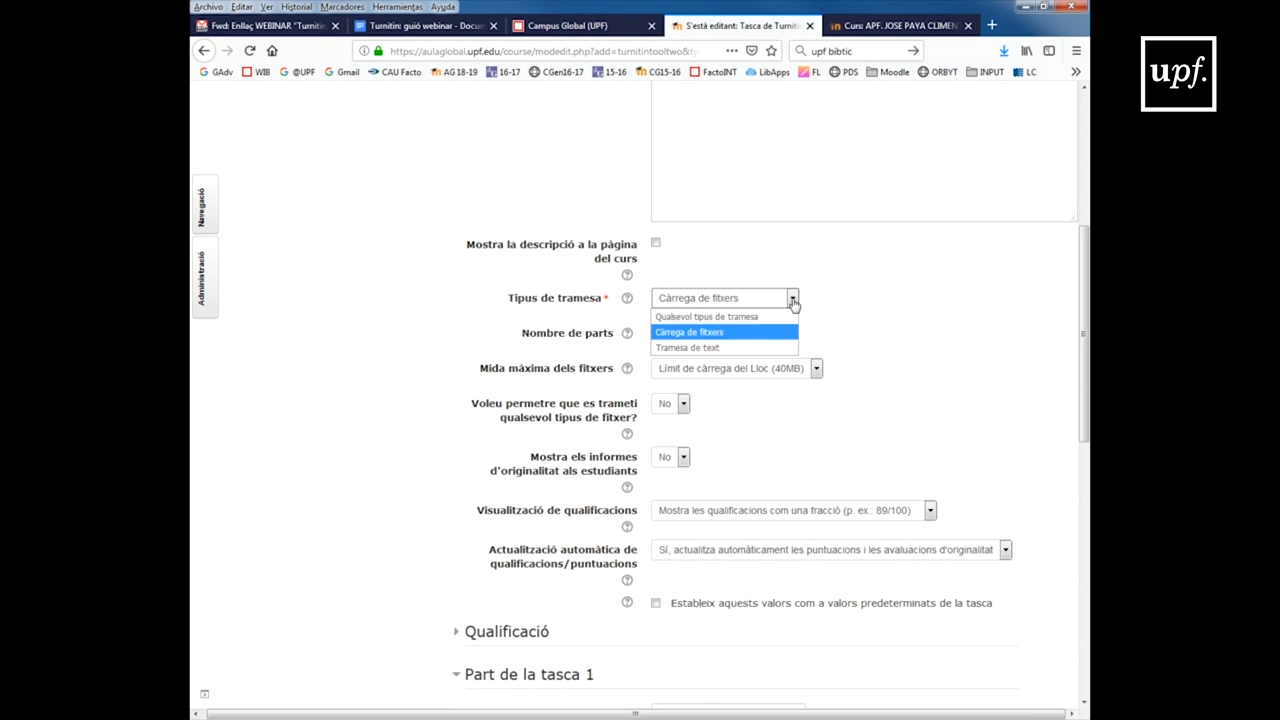 Archivo Editar Ver Historial Marcadores Herramientas Ayuda
Fwd: Enllaç WEBINAR "Turnitin: Turnitin: guió webinar - Docu Campus Global (UPF) S'està editant: Tasca de Turniti Curs: APF. JOSE PAYA CLIMEN
https://aulaglobal.upf.edu/course/modedit.php?add=turnitintooltwo&ty upf bibtic
GAdv WIB @UPF Gmail CAU Facto AG 18-19 16-17 CGen16-17 15-16 CG15-16 FactoINT LibApps FL PDS Moodle ORBYT INPUT LC
upf.
Navegació
Administració
Mostra la descripció a la pàgina
del curs
Tipus de tramesa * Càrrega de fitxers
Qualsevol tipus de tramesa
Càrrega de fitxers
Tramesa de text
Nombre de parts
Mida màxima dels fitxers Límit de càrrega del Lloc (40MB)
Voleu permetre que es trameti No
qualsevol tipus de fitxer?
Mostra els informes No
d'originalitat als estudiants
Visualització de qualificacions Mostra les qualificacions com una fracció (p. ex.: 89/100)
Actualització automàtica de Sí, actualitza automàticament les puntuacions i les avaluacions d'originalitat
qualificacions/puntuacions
Estableix aquests valors com a valors predeterminats de la tasca
Qualificació
Part de la tasca 1